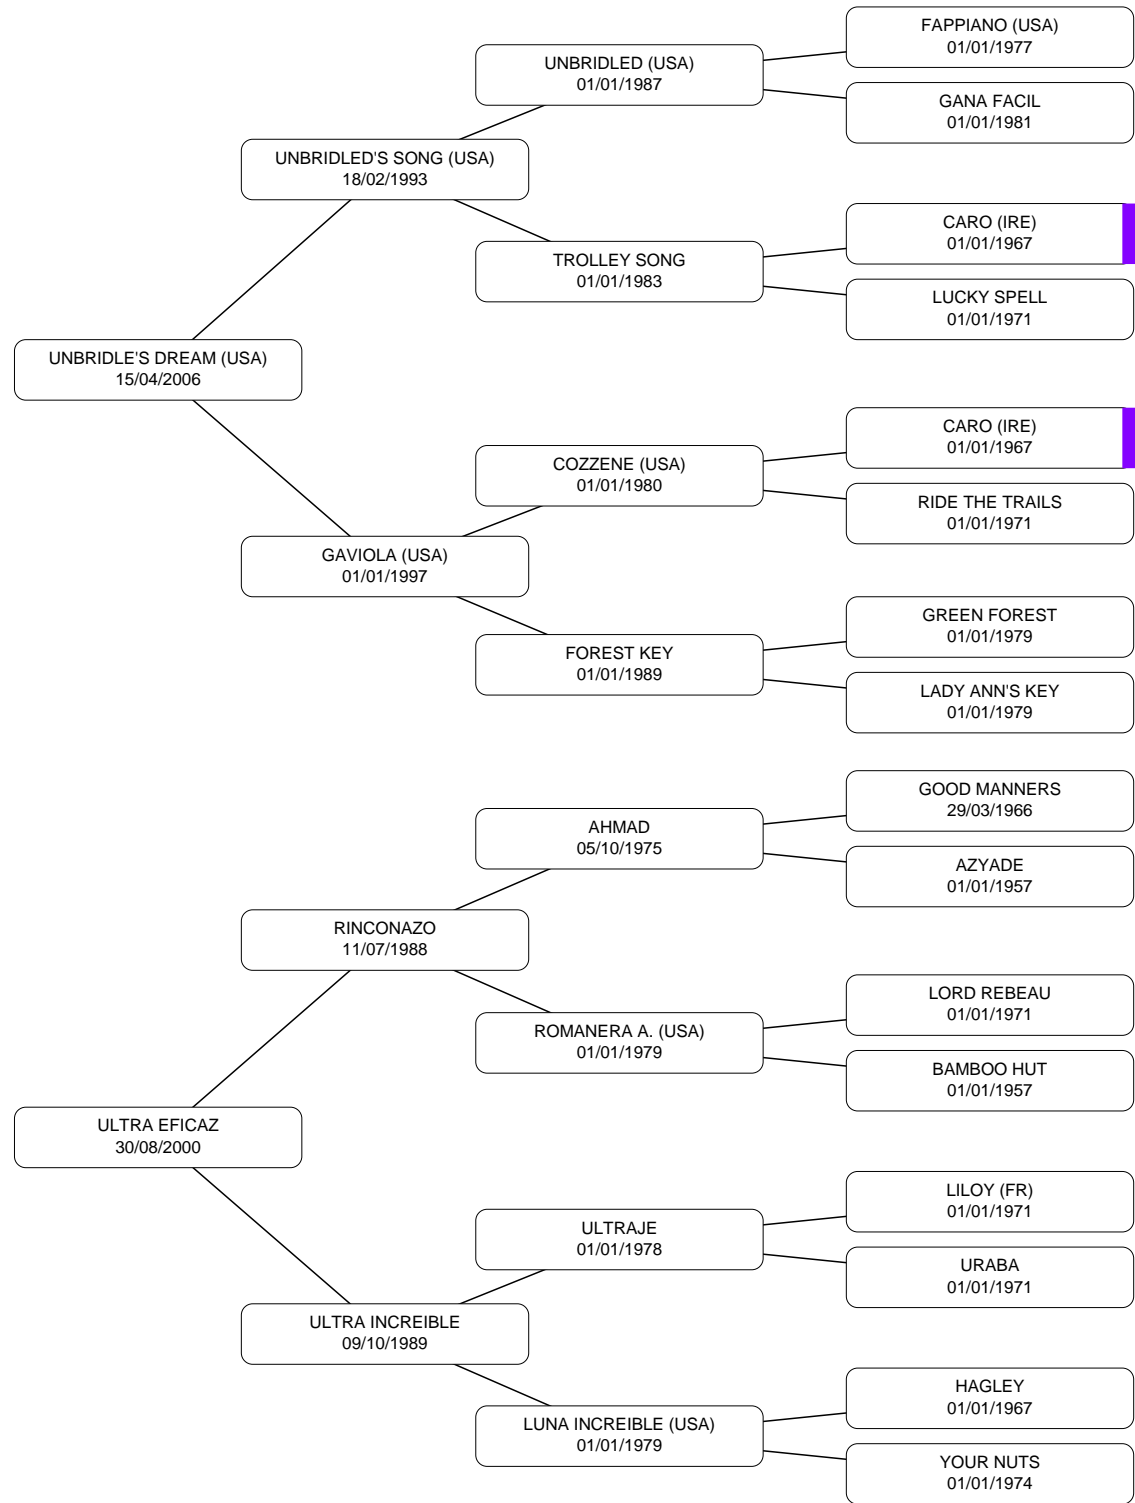 FAPPIANO (USA)
01/01/1977
UNBRIDLED (USA)
01/01/1987
GANA FACIL
01/01/1981
UNBRIDLED'S SONG (USA)
18/02/1993
CARO (IRE)
01/01/1967
TROLLEY SONG
01/01/1983
LUCKY SPELL
01/01/1971
UNBRIDLE'S DREAM (USA)
15/04/2006
CARO (IRE)
01/01/1967
COZZENE (USA)
01/01/1980
RIDE THE TRAILS
01/01/1971
GAVIOLA (USA)
01/01/1997
GREEN FOREST
01/01/1979
FOREST KEY
01/01/1989
LADY ANN'S KEY
01/01/1979
GOOD MANNERS
29/03/1966
AHMAD
05/10/1975
AZYADE
01/01/1957
RINCONAZO
11/07/1988
LORD REBEAU
01/01/1971
ROMANERA A. (USA)
01/01/1979
BAMBOO HUT
01/01/1957
ULTRA EFICAZ
30/08/2000
LILOY (FR)
01/01/1971
ULTRAJE
01/01/1978
URABA
01/01/1971
ULTRA INCREIBLE
09/10/1989
HAGLEY
01/01/1967
LUNA INCREIBLE (USA)
01/01/1979
YOUR NUTS
01/01/1974